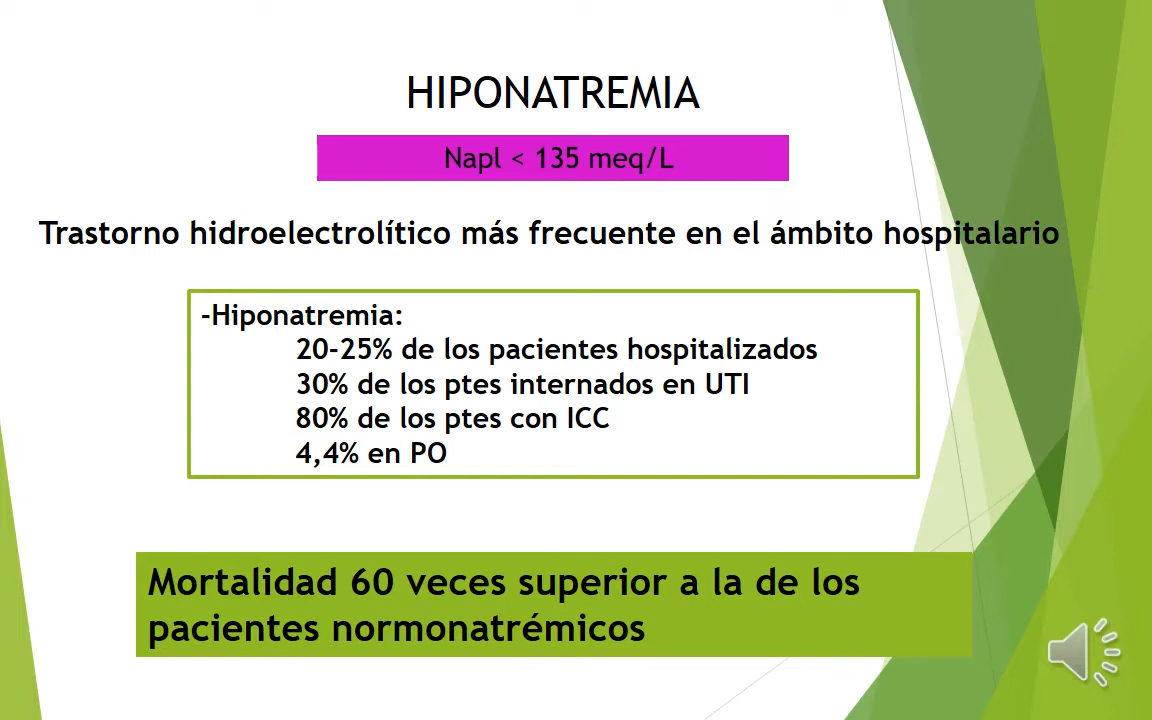 HIPONATREMIA
Napl < 135 meq/L
Trastorno hidroelectrolítico más frecuente en el ámbito hospitalario
-Hiponatremia:
20-25% de los pacientes hospitalizados
30% de los ptes internados en UTI
80% de los ptes con ICC
4,4% en PO
Mortalidad 60 veces superior a la de los
pacientes normonatrémicos